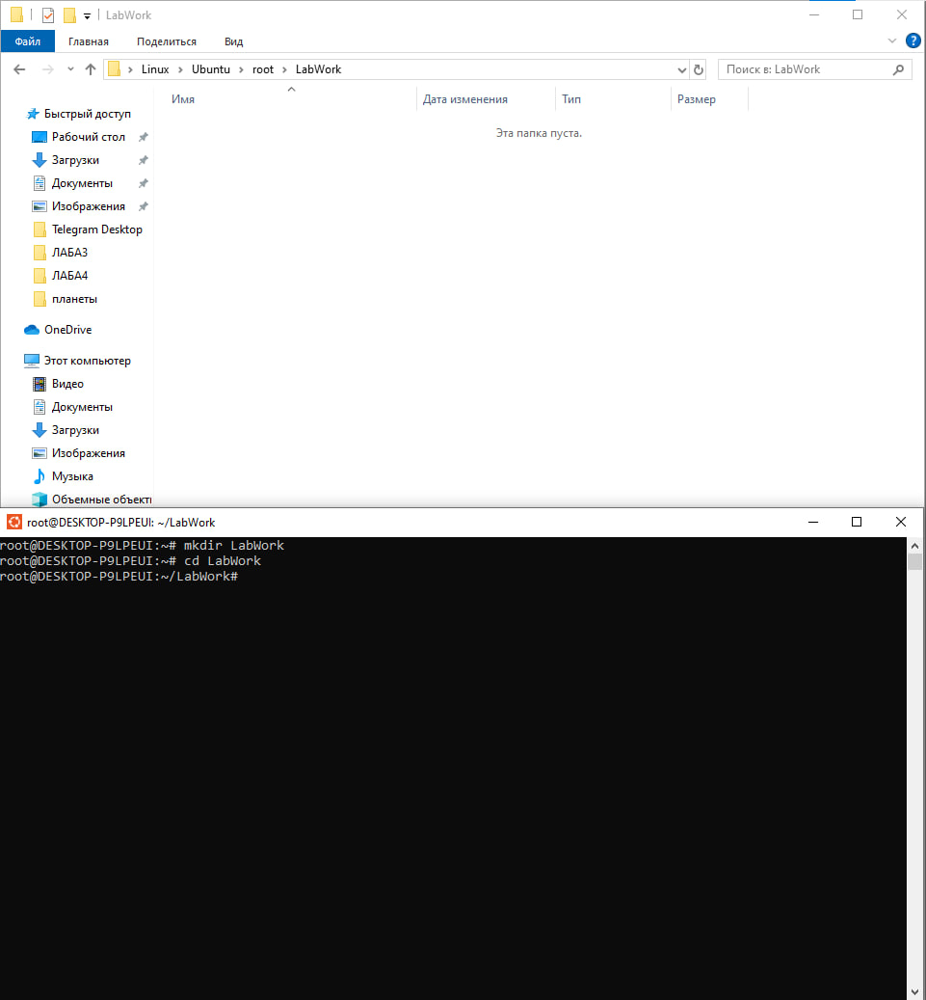 LabWork
Файл Главная Поделиться Вид
Linux Ubuntu root LabWork Поиск в: LabWork
Имя Дата изменения Тип Размер
Эта папка пуста.
Быстрый доступ
Рабочий стол
Загрузки
Документы
Изображения
Telegram Desktop
ЛАБА3
ЛАБА4
планеты
OneDrive
Этот компьютер
Видео
Документы
Загрузки
Изображения
Музыка
Объемные объекты
root@DESKTOP-P9LPEUI: ~/LabWork
root@DESKTOP-P9LPEUI:~# mkdir LabWork
root@DESKTOP-P9LPEUI:~# cd LabWork
root@DESKTOP-P9LPEUI:~/LabWork#